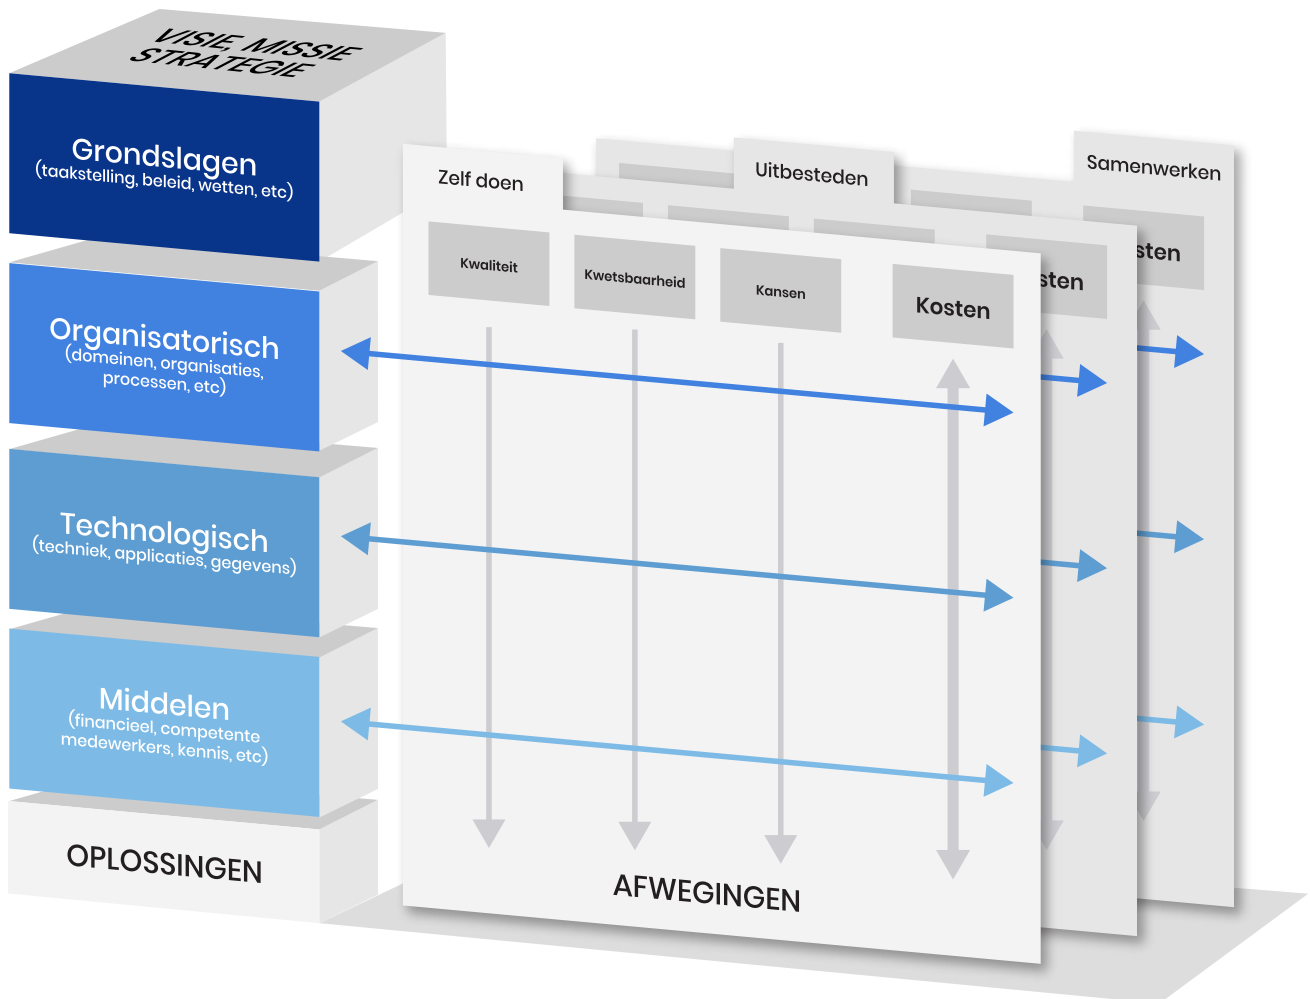 VISIE, MISSIE
STRATEGIE
Grondslagen
(taakstelling, beleid, wetten, etc)
Organisatorisch
(domeinen, organisaties,
processen, etc)
Technologisch
(techniek, applicaties, gegevens)
Middelen
(financieel, competente
medewerkers, kennis, etc)
OPLOSSINGEN
Zelf doen
Uitbesteden
Samenwerken
Kwaliteit
Kwetsbaarheid
Kansen
Kosten
sten
sten
AFWEGINGEN